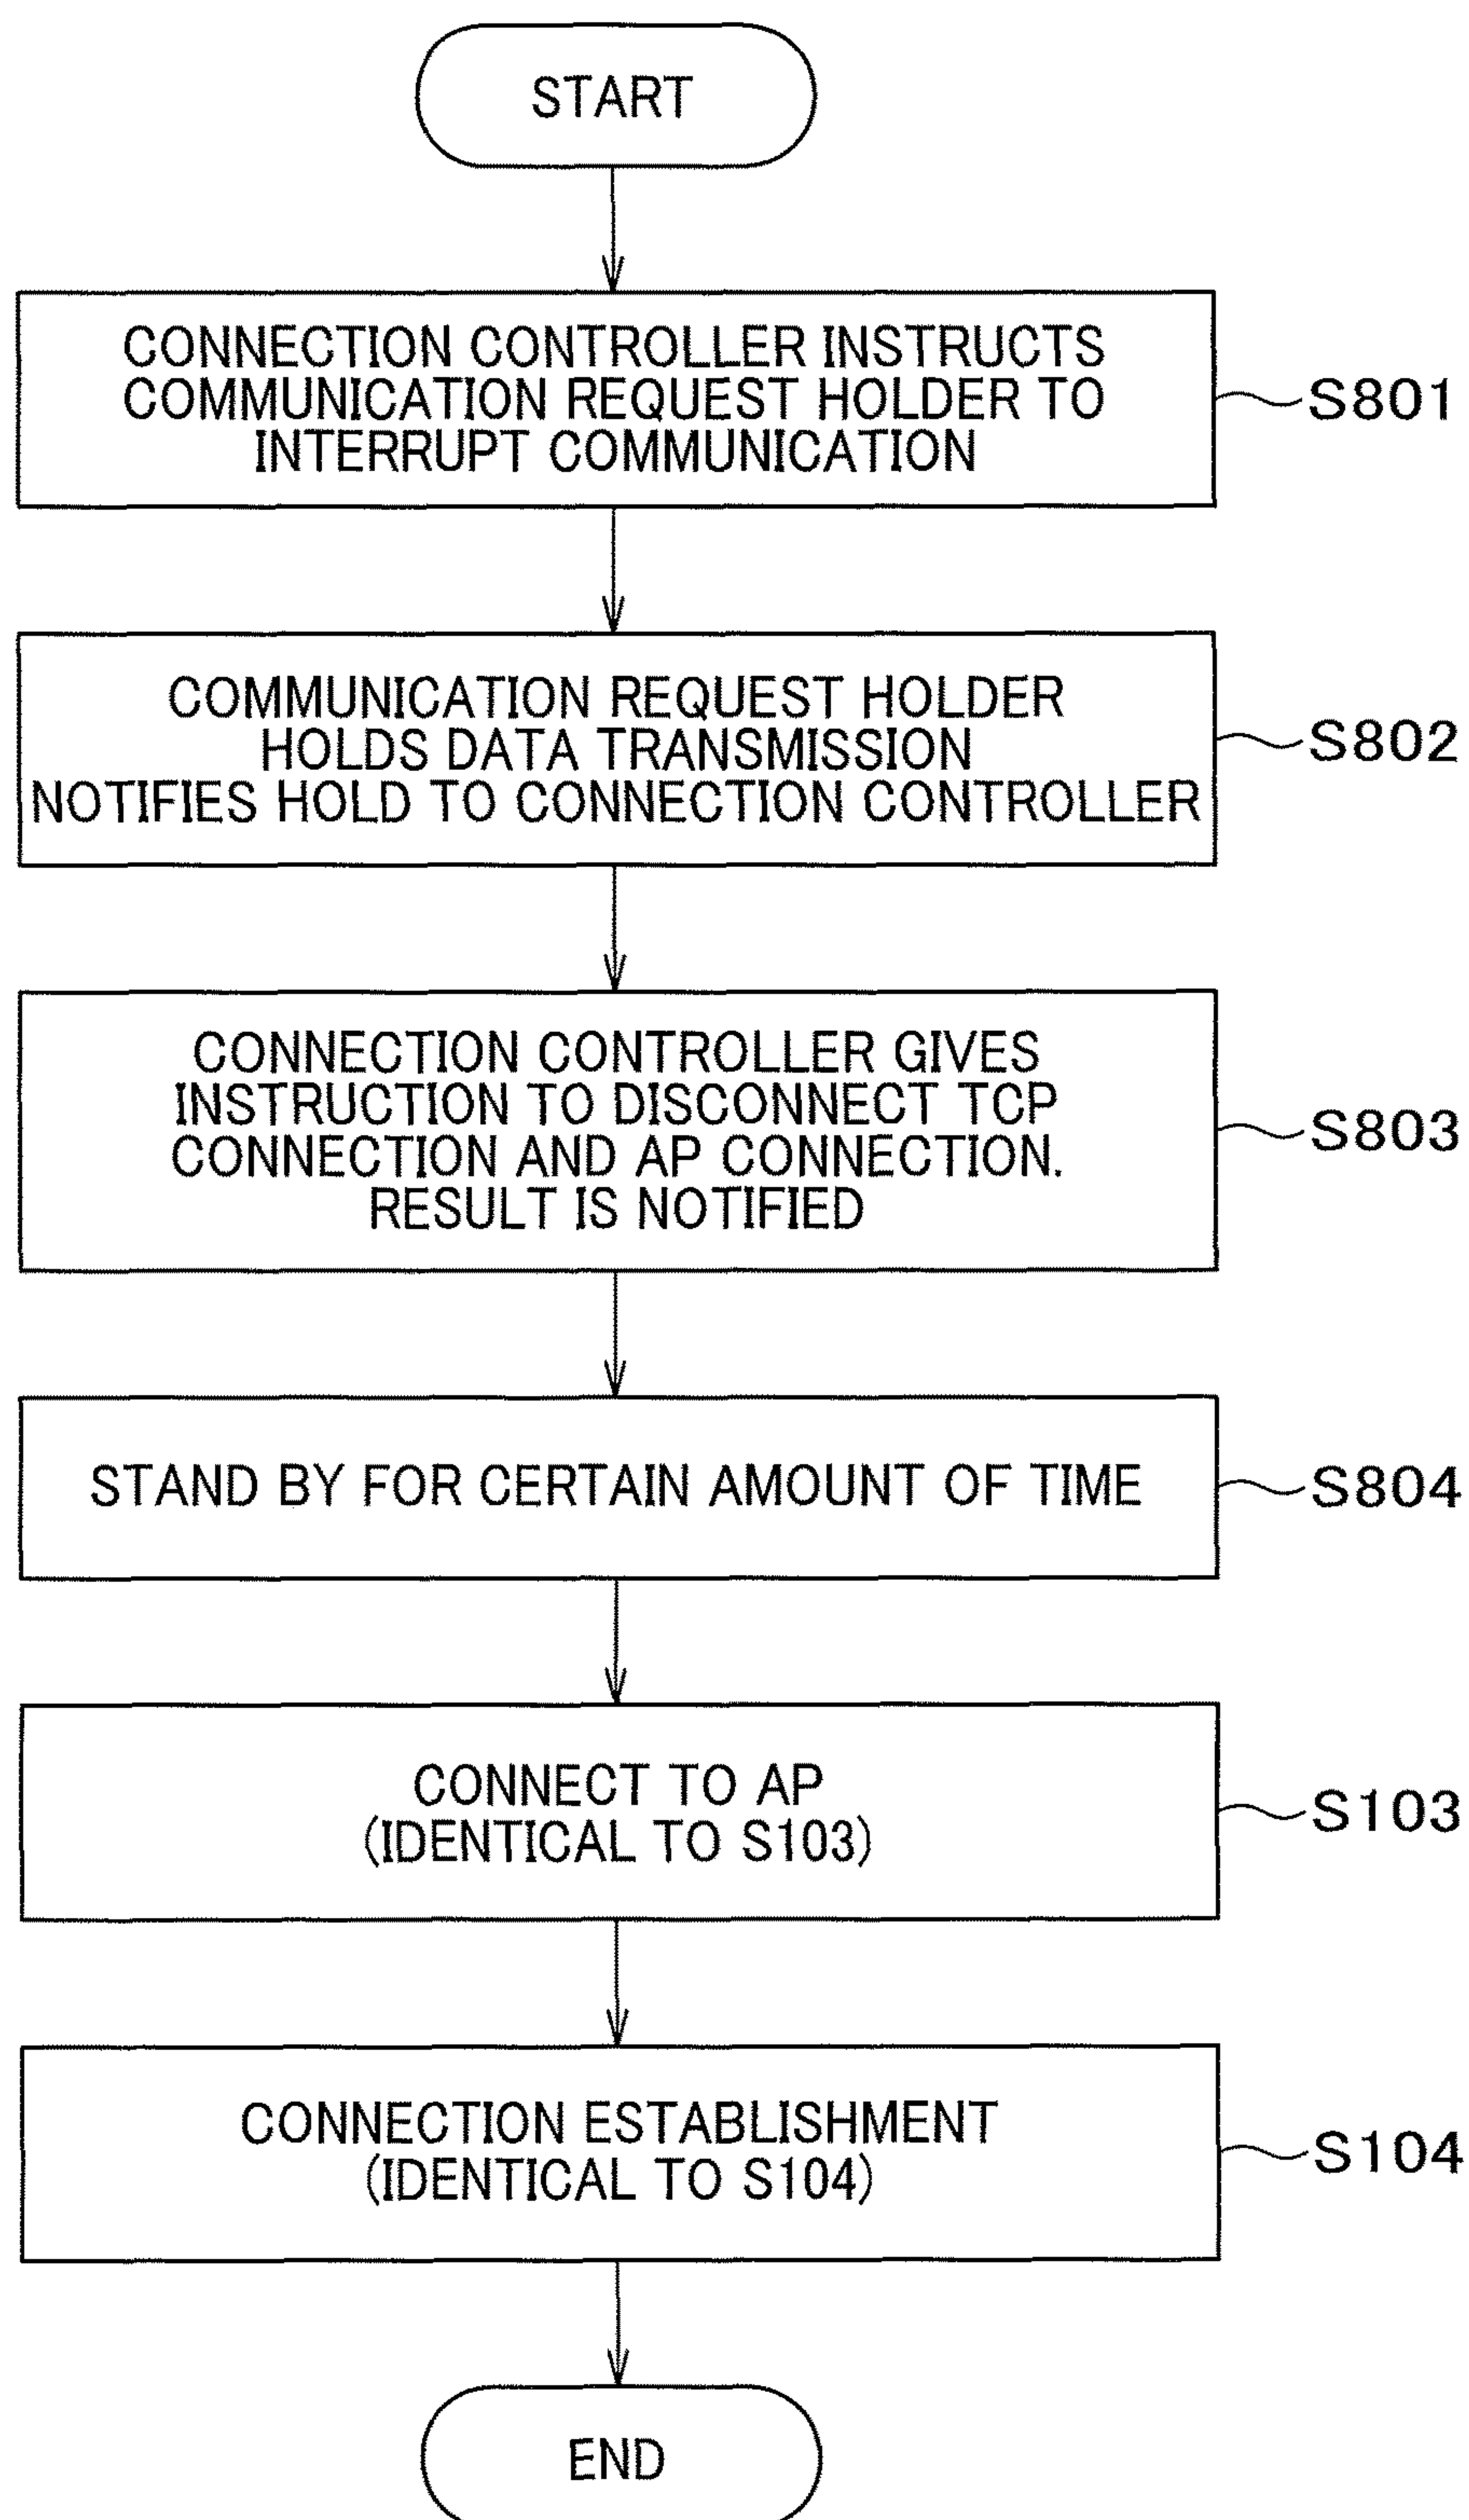 START
CONNECTION CONTROLLER INSTRUCTS
COMMUNICATION REQUEST HOLDER TO
INTERRUPT COMMUNICATION
S801
COMMUNICATION REQUEST HOLDER
HOLDS DATA TRANSMISSION
NOTIFIES HOLD TO CONNECTION CONTROLLER
S802
CONNECTION CONTROLLER GIVES
INSTRUCTION TO DISCONNECT TCP
CONNECTION AND AP CONNECTION.
RESULT IS NOTIFIED
S803
STAND BY FOR CERTAIN AMOUNT OF TIME
S804
CONNECT TO AP
(IDENTICAL TO S103)
S103
CONNECTION ESTABLISHMENT
(IDENTICAL TO S104)
S104
END